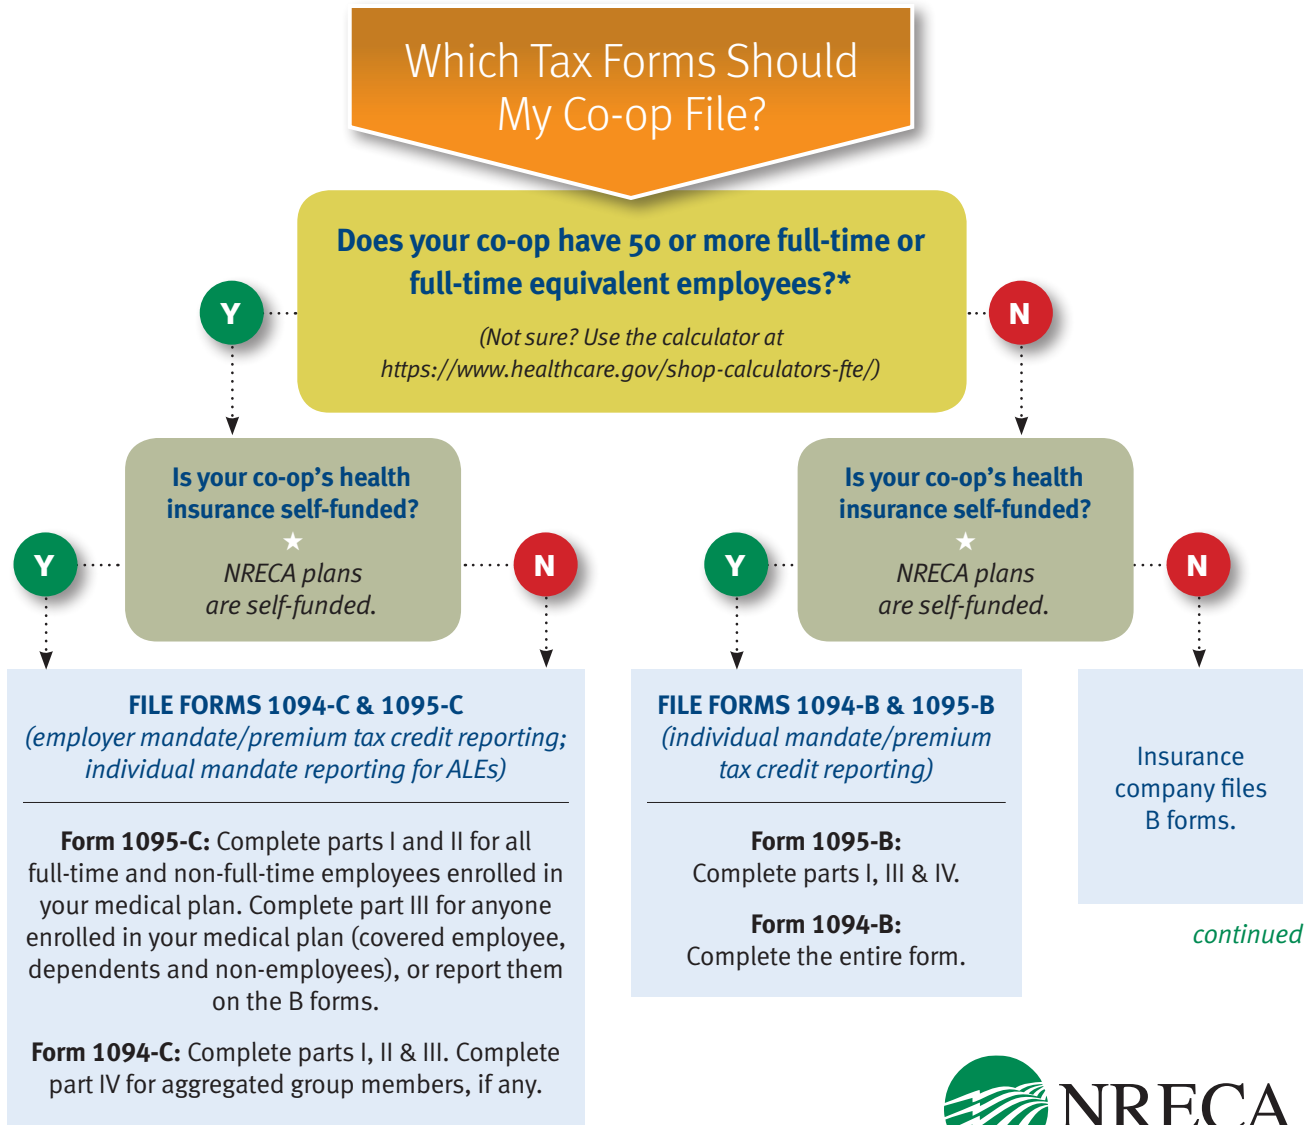 Which Tax Forms Should
My Co-op File?
Does your co-op have 50 or more full-time or
full-time equivalent employees?*
(Not sure? Use the calculator at
https://www.healthcare.gov/shop-calculators-fte/)
Y
N
Is your co-op's health
insurance self-funded?
★
NRECA plans
are self-funded.
Y
N
Is your co-op's health
insurance self-funded?
★
NRECA plans
are self-funded.
Y
N
FILE FORMS 1094-C & 1095-C
(employer mandate/premium tax credit reporting;
individual mandate reporting for ALEs)
Form 1095-C: Complete parts I and II for all
full-time and non-full-time employees enrolled in
your medical plan. Complete part III for anyone
enrolled in your medical plan (covered employee,
dependents and non-employees), or report them
on the B forms.
Form 1094-C: Complete parts I, II & III. Complete
part IV for aggregated group members, if any.
FILE FORMS 1094-B & 1095-B
(individual mandate/premium
tax credit reporting)
Form 1095-B:
Complete parts I, III & IV.
Form 1094-B:
Complete the entire form.
Insurance
company files
B forms.
continued
NRECA